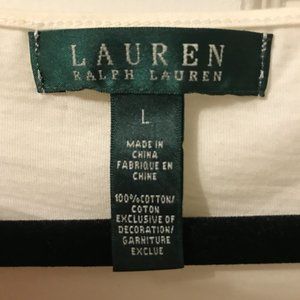 LAUREN
RALPH LAUREN
L
MADE IN
CHINA
FABRIQUE EN
CHINE
100% COTTON/
COTON
EXCLUSIVE OF
DECORATION/
GARNITURE
EXCLUE